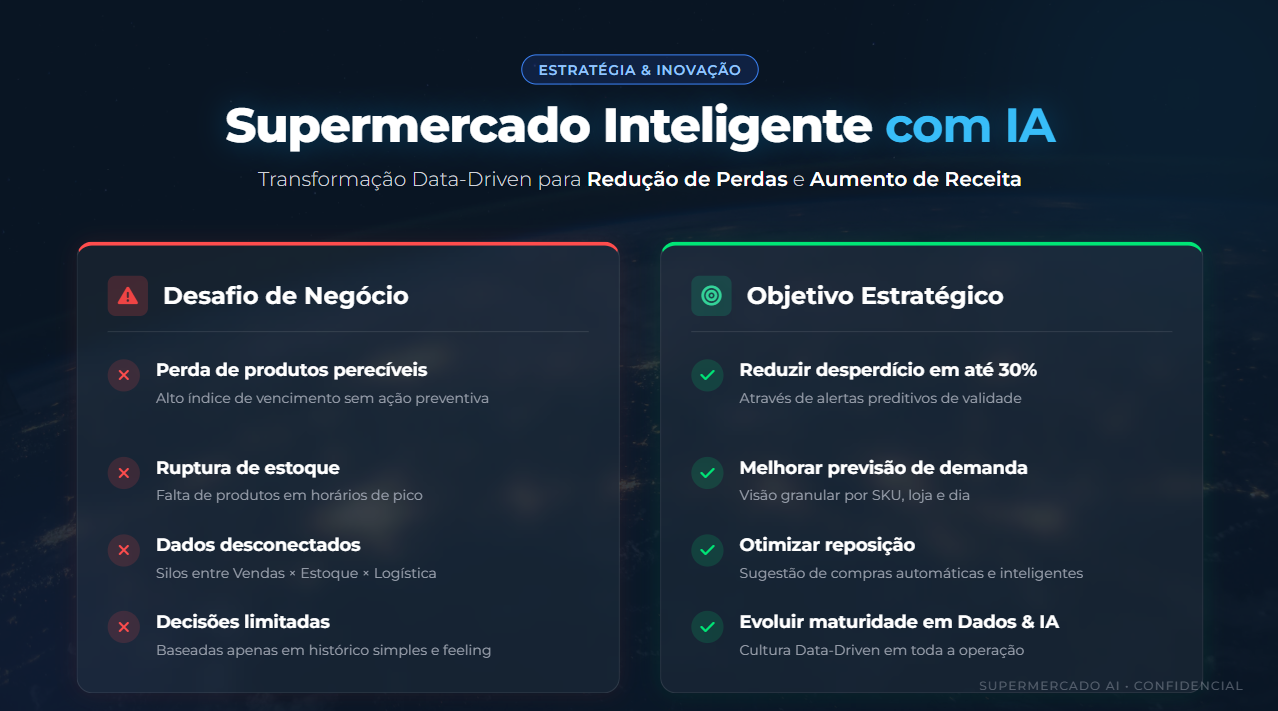 ESTRATÉGIA & INOVAÇÃO
Supermercado Inteligente com IA
Transformação Data-Driven para Redução de Perdas e Aumento de Receita
Desafio de Negócio
Perda de produtos perecíveis
Alto índice de vencimento sem ação preventiva
Ruptura de estoque
Falta de produtos em horários de pico
Dados desconectados
Silos entre Vendas × Estoque × Logística
Decisões limitadas
Baseadas apenas em histórico simples e feeling
Objetivo Estratégico
Reduzir desperdício em até 30%
Através de alertas preditivos de validade
Melhorar previsão de demanda
Visão granular por SKU, loja e dia
Otimizar reposição
Sugestão de compras automáticas e inteligentes
Evoluir maturidade em Dados & IA
Cultura Data-Driven em toda a operação
SUPERMERCADO AI • CONFIDENCIAL